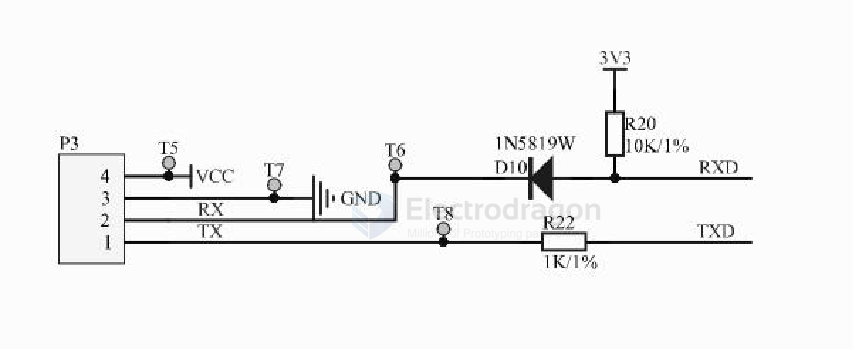 3V3
R20
10K/1%
1N5819W
D10
RXD
P3
T5
T6
T7
4
VCC
3
GND
RX
2
Electrodragon
T8
R22
TX
1
TXD
1K/1%